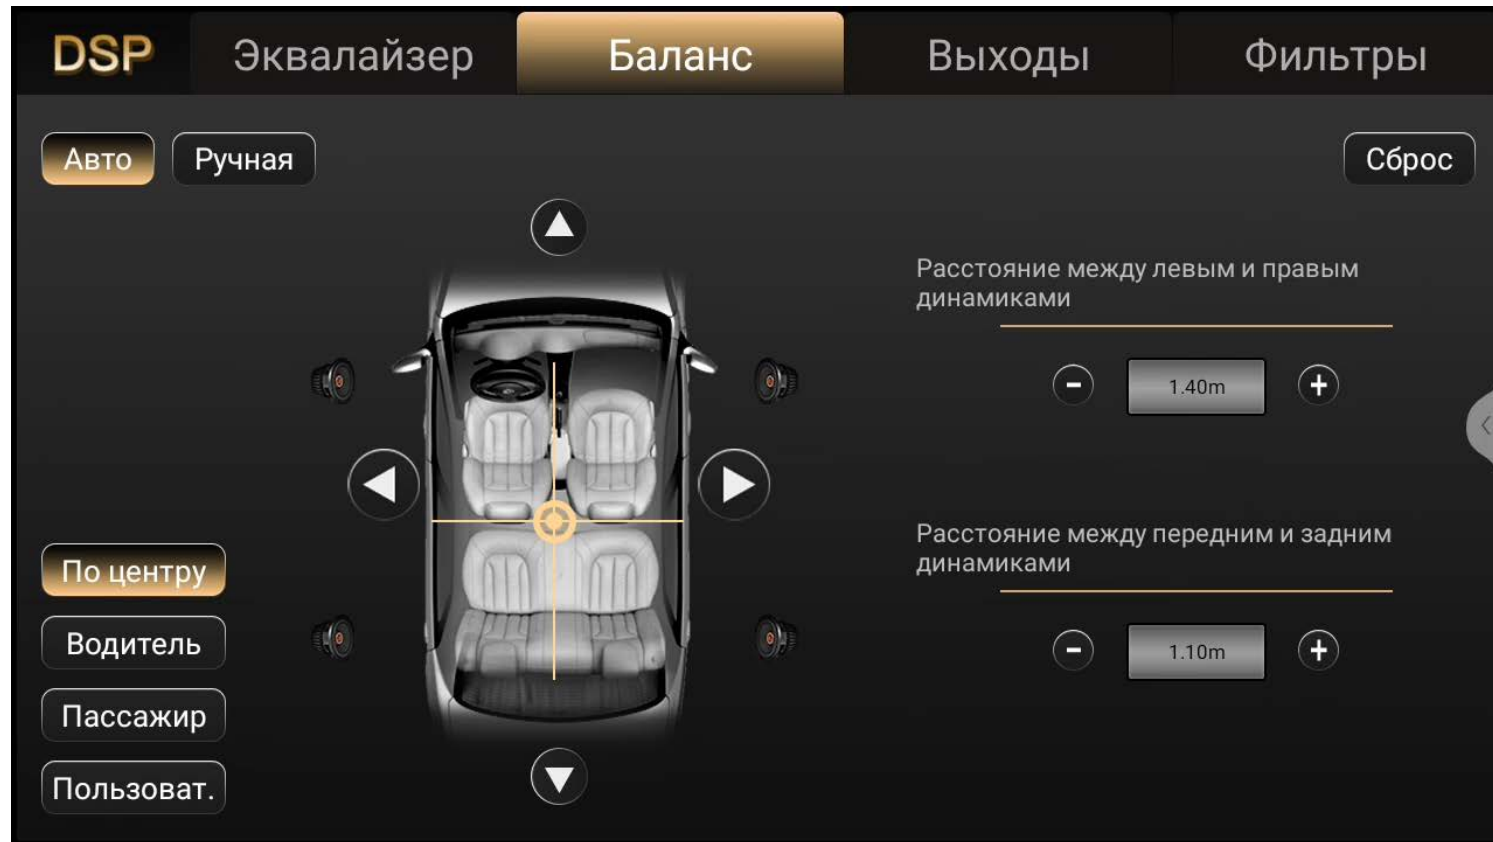 DSP
Эквалайзер
Баланс
Выходы
Фильтры
Авто
Ручная
Сброс
Расстояние между левым и правым
динамиками
-
1.40m
+
Расстояние между передним и задним
динамиками
-
1.10m
+
По центру
Водитель
Пассажир
Пользоват.